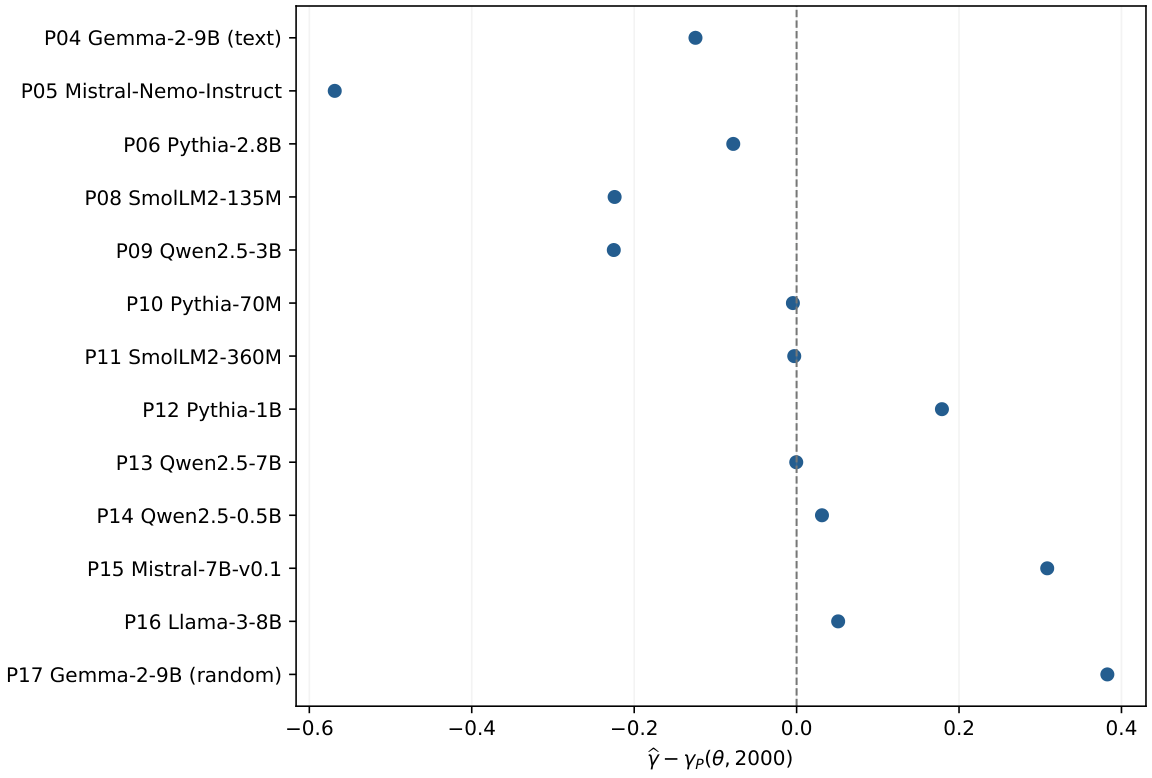 P04 Gemma-2-9B (text)
P05 Mistral-Nemo-Instruct
P06 Pythia-2.8B
P08 SmolLM2-135M
P09 Qwen2.5-3B
P10 Pythia-70M
P11 SmolLM2-360M
P12 Pythia-1B
P13 Qwen2.5-7B
P14 Qwen2.5-0.5B
P15 Mistral-7B-v0.1
P16 Llama-3-8B
P17 Gemma-2-9B (random)
−0.6 −0.4 −0.2 0.0 0.2 0.4
γ̂ − γ_P(θ, 2000)